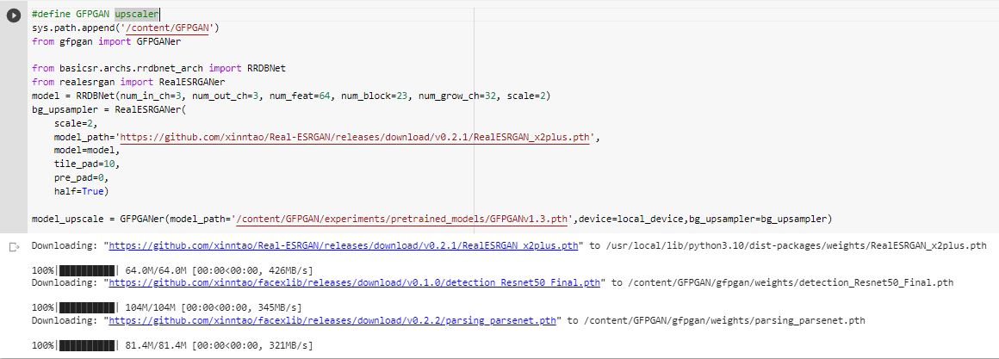 #define GFPGAN upscaler
sys.path.append('/content/GFPGAN')
from gfpgan import GFPGANer
from basicsr.archs.rrdbnet_arch import RRDBNet
from realesrgan import RealESRGANer
model = RRDBNet(num_in_ch=3, num_out_ch=3, num_feat=64, num_block=23, num_grow_ch=32, scale=2)
bg_upsampler = RealESRGANer(
    scale=2,
    model_path='https://github.com/xinntao/Real-ESRGAN/releases/download/v0.2.1/RealESRGAN_x2plus.pth',
    model=model,
    tile_pad=10,
    pre_pad=0,
    half=True)
model_upscale = GFPGANer(model_path='/content/GFPGAN/experiments/pretrained_models/GFPGANv1.3.pth',device=local_device,bg_upsampler=bg_upsampler)
Downloading: "https://github.com/xinntao/Real-ESRGAN/releases/download/v0.2.1/RealESRGAN_x2plus.pth" to /usr/local/lib/python3.10/dist-packages/weights/RealESRGAN_x2plus.pth
100%|██████████| 64.0M/64.0M [00:00<00:00, 426MB/s]
Downloading: "https://github.com/xinntao/facexlib/releases/download/v0.1.0/detection_Resnet50_Final.pth" to /content/GFPGAN/gfpgan/weights/detection_Resnet50_Final.pth
100%|██████████| 104M/104M [00:00<00:00, 345MB/s]
Downloading: "https://github.com/xinntao/facexlib/releases/download/v0.2.2/parsing_parsenet.pth" to /content/GFPGAN/gfpgan/weights/parsing_parsenet.pth
100%|██████████| 81.4M/81.4M [00:00<00:00, 321MB/s]